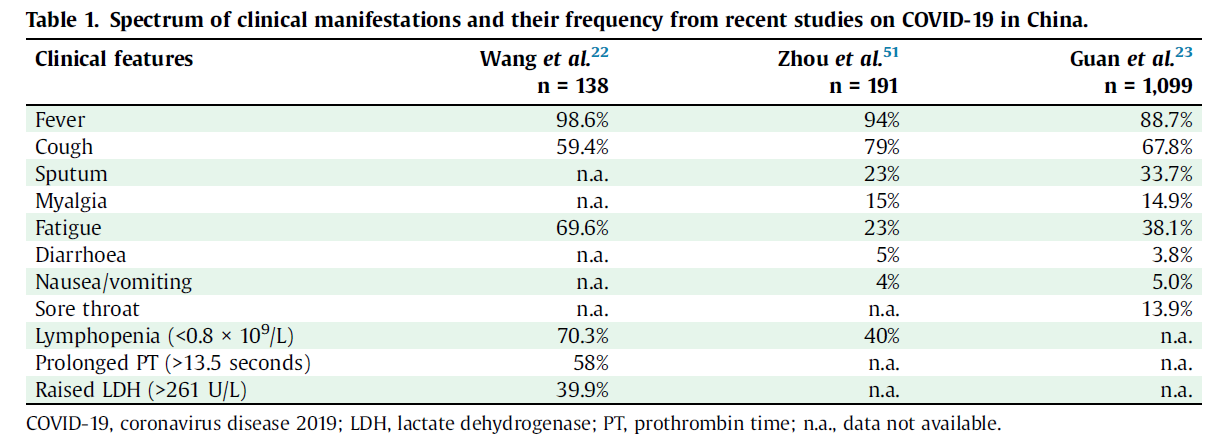 Table 1. Spectrum of clinical manifestations and their frequency from recent studies on COVID-19 in China.
Clinical features Wang et al.22 Zhou et al.51 Guan et al.23
n = 138 n = 191 n = 1,099
Fever 98.6% 94% 88.7%
Cough 59.4% 79% 67.8%
Sputum n.a. 23% 33.7%
Myalgia n.a. 15% 14.9%
Fatigue 69.6% 23% 38.1%
Diarrhoea n.a. 5% 3.8%
Nausea/vomiting n.a. 4% 5.0%
Sore throat n.a. n.a. 13.9%
Lymphopenia (<0.8 × 10⁹/L) 70.3% 40% n.a.
Prolonged PT (>13.5 seconds) 58% n.a. n.a.
Raised LDH (>261 U/L) 39.9% n.a. n.a.
COVID-19, coronavirus disease 2019; LDH, lactate dehydrogenase; PT, prothrombin time; n.a., data not available.